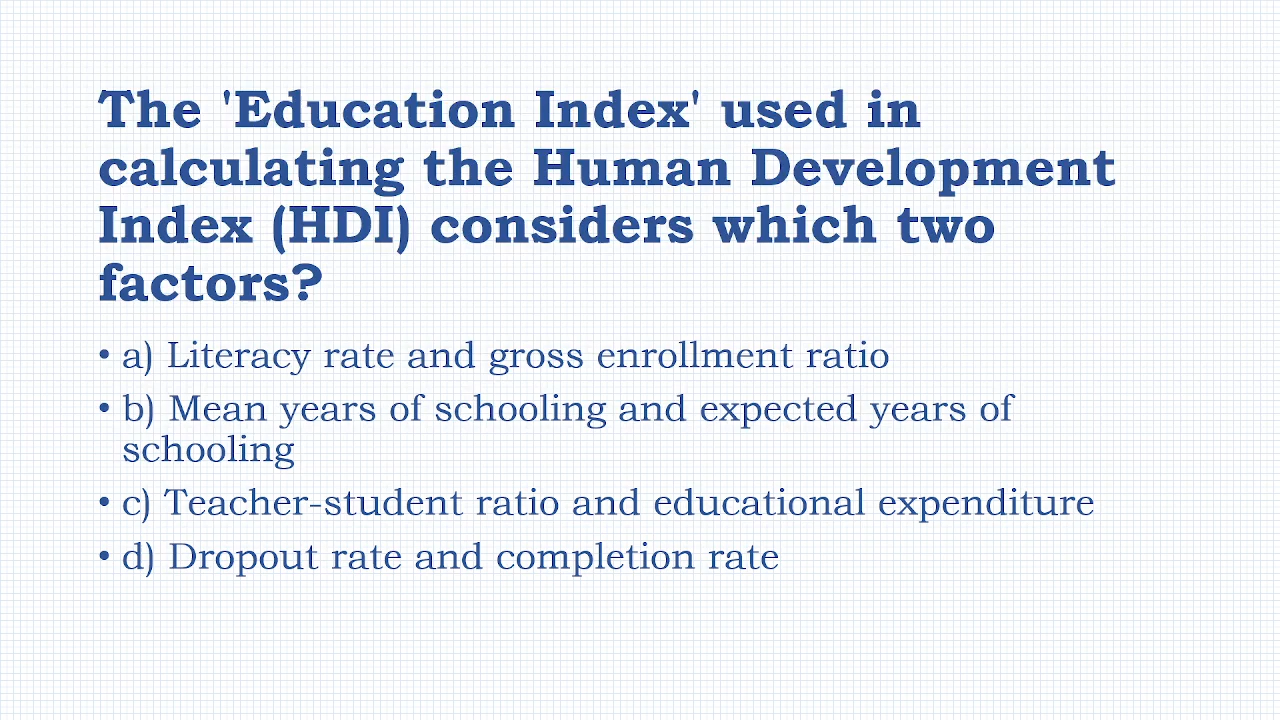 The 'Education Index' used in
calculating the Human Development
Index (HDI) considers which two
factors?
• a) Literacy rate and gross enrollment ratio
• b) Mean years of schooling and expected years of
schooling
• c) Teacher-student ratio and educational expenditure
• d) Dropout rate and completion rate